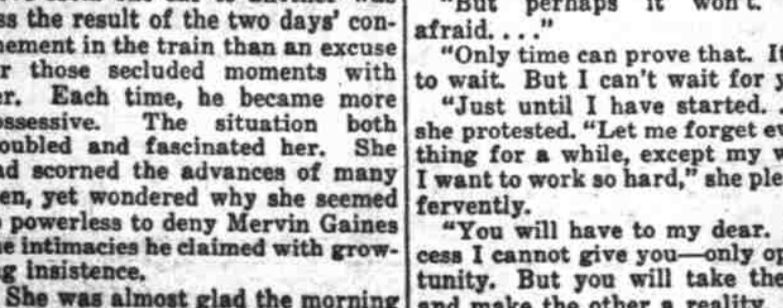 ss the result of the two days' con-
nement in the train than an excuse
r those secluded moments with
er. Each time, he became more
ossessive. The situation both
oubled and fascinated her. She
ad scorned the advances of many
en, yet wondered why she seemed
powerless to deny Mervin Gaines
e intimacies he claimed with grow-
g insistence.
She was almost glad the morning
"But perhaps it won't.
afraid. . . ."
"Only time can prove that. I
to wait. But I can't wait for
"Just until I have started.
she protested. "Let me forget e
thing for a while, except my w
I want to work so hard," she ple
fervently.
"You will have to my dear.
cess I cannot give you—only op
tunity. But you will take th
and make the other a reality